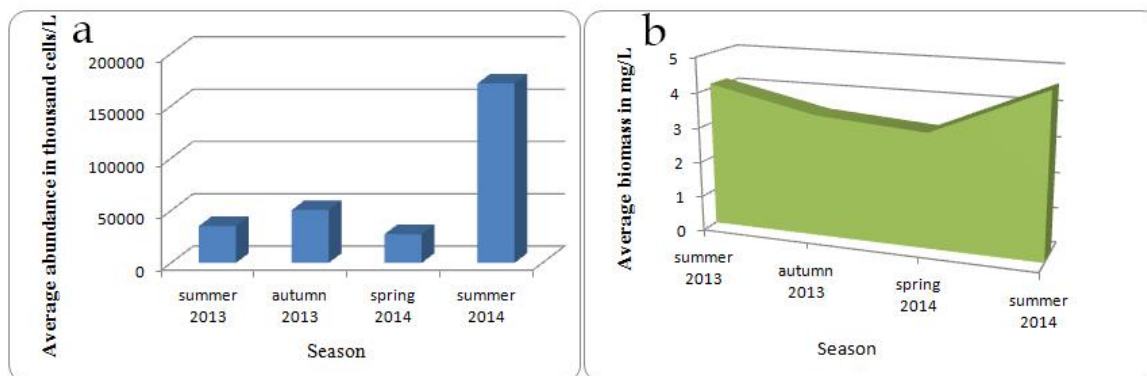 a
Average abundance in thousand cells/L
200000
150000
100000
50000
0
summer
2013
autumn
2013
spring
2014
summer
2014
Season
b
Average biomass in mg/L
5
4
3
2
1
0
summer
2013
autumn
2013
spring
2014
summer
2014
Season